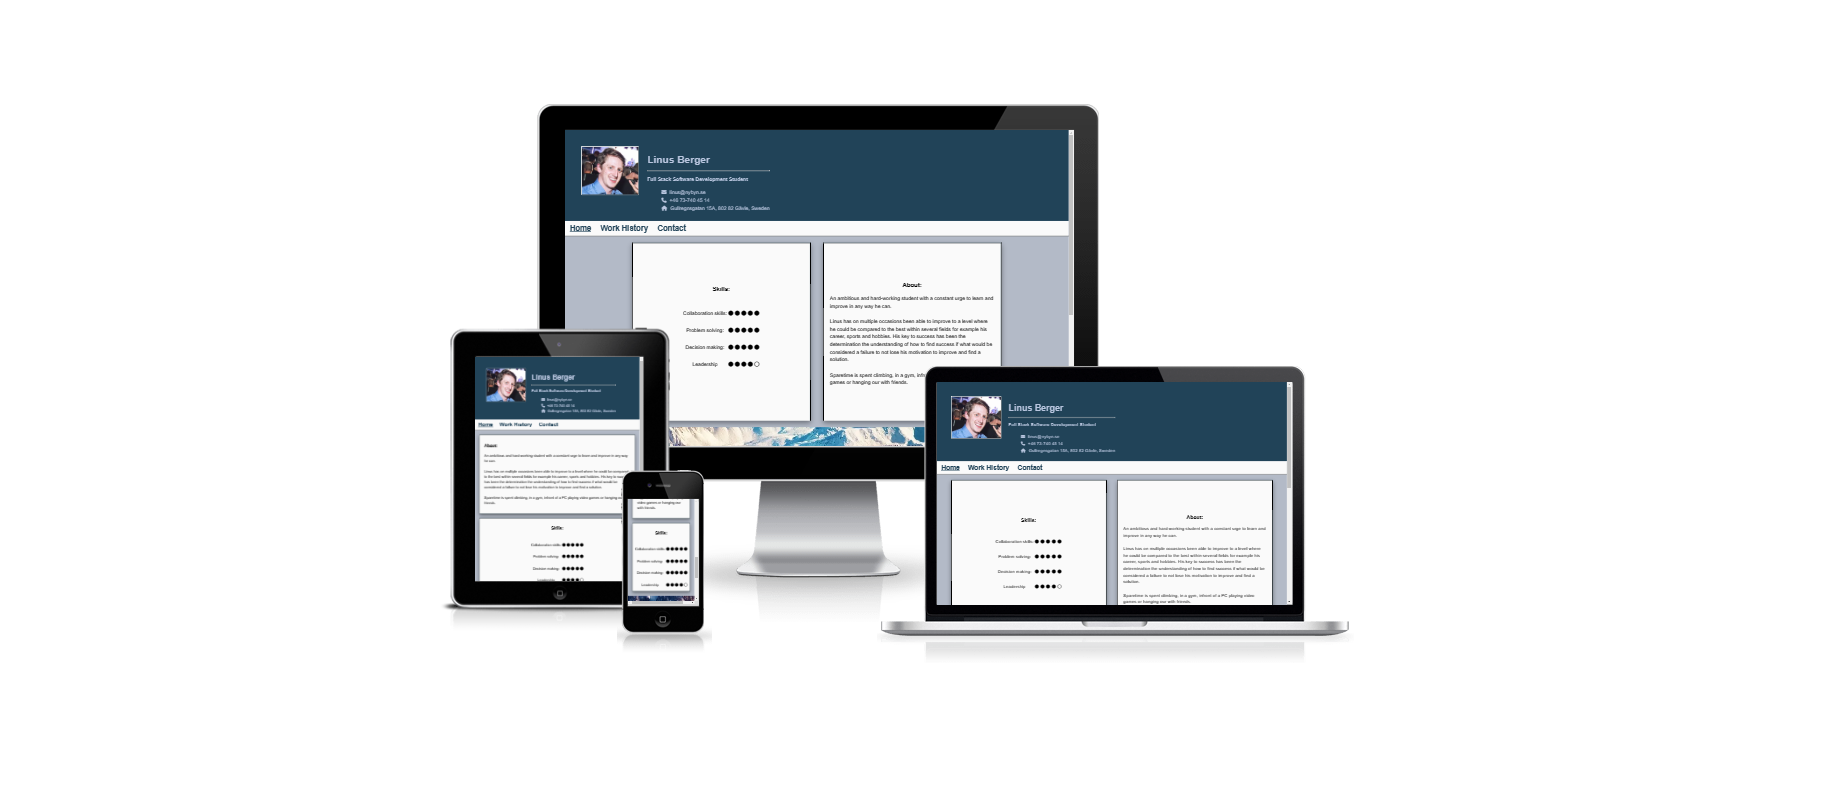 Linus Berger
Full Stack Software Development Student
linus@nybyn.se
+46 73-740 45 14
Gullregnsgatan 15A, 802 82 Gävle, Sweden
Home Work History Contact
Skills:
Collaboration skills:
Problem solving:
Decision making:
Leadership
About:
An ambitious and hard-working student with a constant urge to learn and
improve in any way he can.
Linus has on multiple occasions been able to improve to a level where
he could be compared to the best within several fields for example his
career, sports and hobbies. His key to success has been the
determination the understanding of how to find success if what would be
considered a failure to not lose his motivation to improve and find a
solution.
Sparetime is spent climbing, in a gym, infr
games or hanging our with friends.
Linus Berger
Full Stack Software Development Student
linus@nybyn.se
+46 73-740 45 14
Gullregnsgatan 15A, 802 82 Gävle, Sweden
Home Work History Contact
About:
An ambitious and hard-working student with a constant urge to learn and improve in any way
he can.
Linus has on multiple occasions been able to improve to a level where he could be compared
to the best within several fields for example his career, sports and hobbies. His key to success
has been the determination the understanding of how to find success if what would be
considered a failure to not lose his motivation to improve and find a solution.
Sparetime is spent climbing, in a gym, infront of a PC playing video games or hanging our
friends.
Skills:
Collaboration skills:
Problem solving:
Decision making:
Leadership
video games or hanging our
with friends.
Skills:
Collaboration skills:
Problem solving:
Decision making:
Leadership
Linus Berger
Full Stack Software Development Student
linus@nybyn.se
+46 73-740 45 14
Gullregnsgatan 15A, 802 82 Gävle, Sweden
Home Work History Contact
Skills:
Collaboration skills:
Problem solving:
Decision making:
Leadership
About:
An ambitious and hard-working student with a constant urge to learn and
improve in any way he can.
Linus has on multiple occasions been able to improve to a level where
he could be compared to the best within several fields for example his
career, sports and hobbies. His key to success has been the
determination the understanding of how to find success if what would be
considered a failure to not lose his motivation to improve and find a
solution.
Sparetime is spent climbing, in a gym, infront of a PC playing video
games or hanging our with friends.